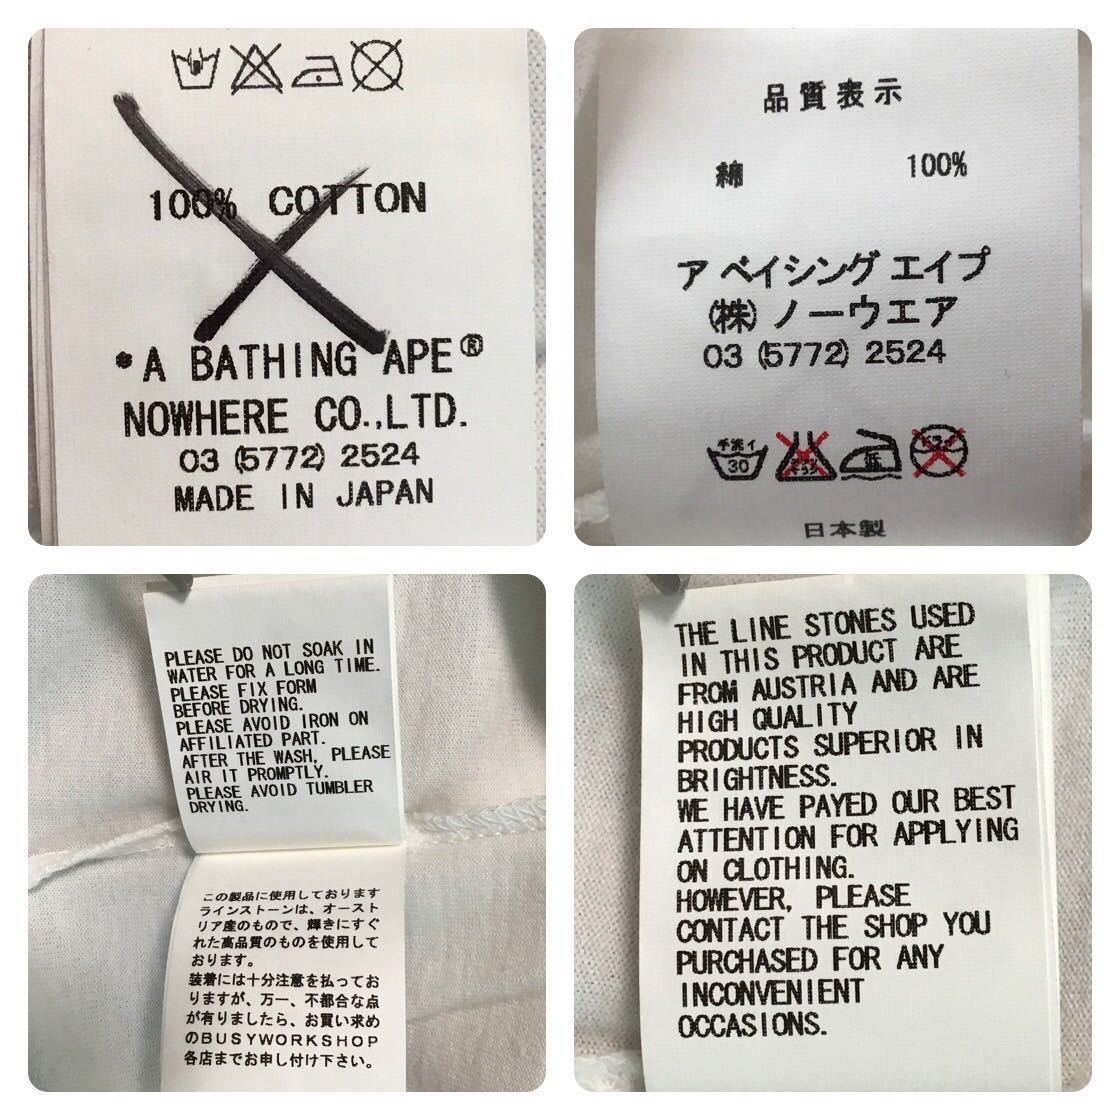 100% COTTON
*A BATHING APE®
NOWHERE CO.,LTD.
03 (5772) 2524
MADE IN JAPAN
品質表示
綿 100%
ア ベイシング エイプ
(株) ノーウエア
03 (5772) 2524
手洗イ
30
低
日本製
PLEASE DO NOT SOAK IN
WATER FOR A LONG TIME.
PLEASE FIX FORM
BEFORE DRYING.
PLEASE AVOID IRON ON
AFFILIATED PART.
AFTER THE WASH, PLEASE
AIR IT PROMPTLY.
PLEASE AVOID TUMBLER
DRYING.
この製品に使用しております
ラインストーンは、オースト
リア産のもので、輝きにすぐ
れた高品質のものを使用して
おります。
装着には十分注意を払ってお
りますが、万一、不都合な点
が有りましたら、お買い求め
のBUSYWORKSHOP
各店までお申し付け下さい。
THE LINE STONES USED
IN THIS PRODUCT ARE
FROM AUSTRIA AND ARE
HIGH QUALITY
PRODUCTS SUPERIOR IN
BRIGHTNESS.
WE HAVE PAYED OUR BEST
ATTENTION FOR APPLYING
ON CLOTHING.
HOWEVER, PLEASE
CONTACT THE SHOP YOU
PURCHASED FOR ANY
INCONVENIENT
OCCASIONS.